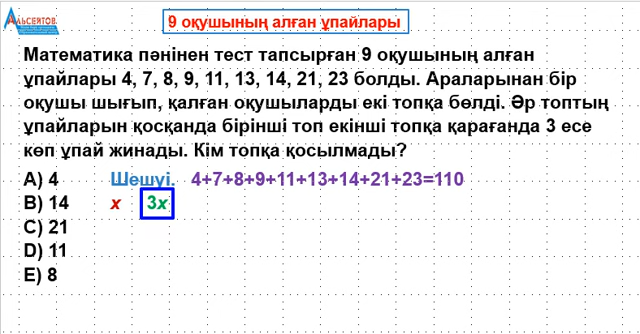 АЛЬСЕИТОВ
9 оқушының алған ұпайлары
Математика пәнінен тест тапсырған 9 оқушының алған
ұпайлары 4, 7, 8, 9, 11, 13, 14, 21, 23 болды. Араларынан бір
оқушы шығып, қалған оқушыларды екі топқа бөлді. Әр топтың
ұпайларын қосқанда бірінші топ екінші топқа қарағанда 3 есе
көп ұпай жинады. Кім топқа қосылмады?
A) 4 Шешуі. 4+7+8+9+11+13+14+21+23=110
B) 14 x 3x
C) 21
D) 11
E) 8